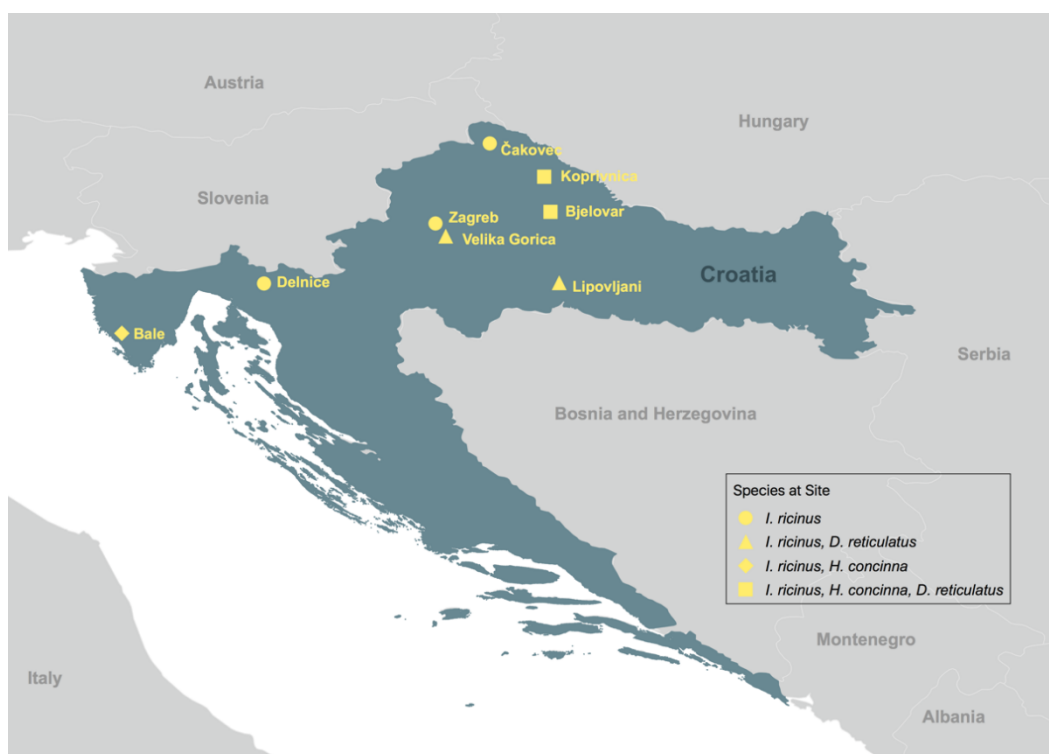 Austria
Hungary
Čakovec
Koprivnica
Slovenia
Bjelovar
Zagreb
Velika Gorica
Croatia
Delnice
Lipovljani
Bale
Serbia
Bosnia and Herzegovina
Species at Site
I. ricinus
I. ricinus, D. reticulatus
I. ricinus, H. concinna
I. ricinus, H. concinna, D. reticulatus
Montenegro
Italy
Albania